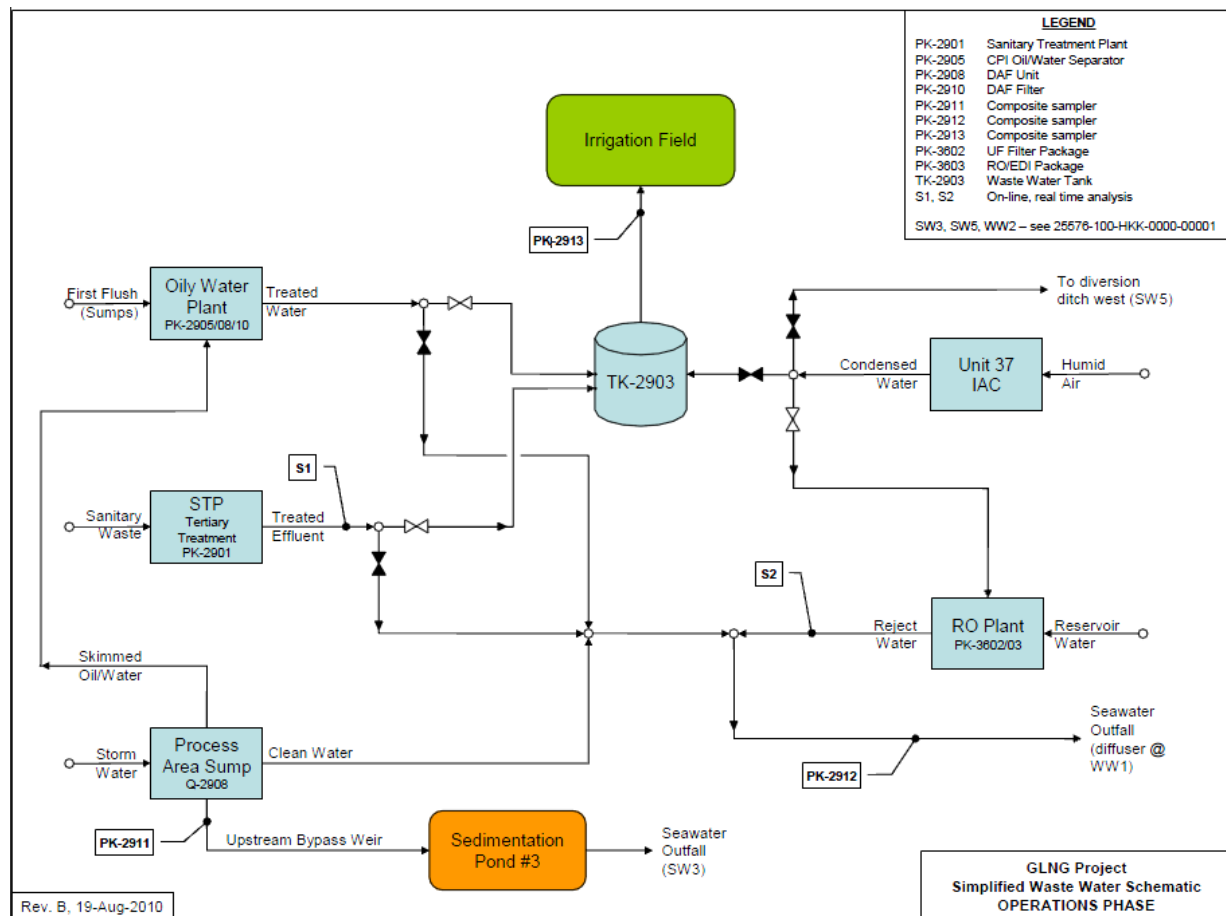 LEGEND
PK-2901 Sanitary Treatment Plant
PK-2905 CPI Oil/Water Separator
PK-2908 DAF Unit
PK-2910 DAF Filter
PK-2911 Composite sampler
PK-2912 Composite sampler
PK-2913 Composite sampler
PK-3602 UF Filter Package
PK-3603 RO/EDI Package
TK-2903 Waste Water Tank
S1, S2 On-line, real time analysis
SW3, SW5, WW2 – see 25576-100-HKK-0000-00001
Irrigation Field
PK-2913
First Flush
(Sumps)
Oily Water
Plant
PK-2905/08/10
Treated
Water
To diversion
ditch west (SW5)
TK-2903
Condensed
Water
Unit 37
IAC
Humid
Air
S1
Sanitary
Waste
STP
Tertiary
Treatment
PK-2901
Treated
Effluent
S2
Reject
Water
RO Plant
PK-3602/03
Reservoir
Water
Skimmed
Oil/Water
Storm
Water
Process
Area Sump
Q-2908
Clean Water
Seawater
Outfall
(diffuser @
WW1)
PK-2912
PK-2911
Upstream Bypass Weir
Sedimentation
Pond #3
Seawater
Outfall
(SW3)
GLNG Project
Simplified Waste Water Schematic
OPERATIONS PHASE
Rev. B, 19-Aug-2010